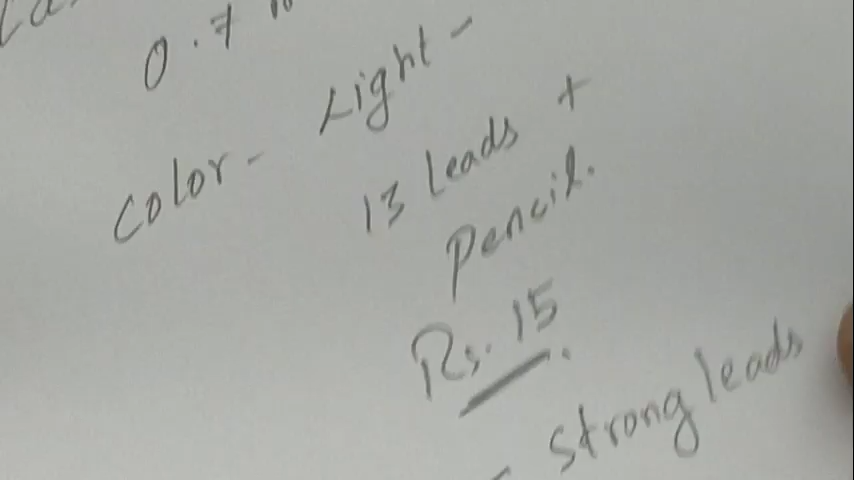 0.7
color - Light -
13 leads +
pencil.
Rs. 15.
- strong leads